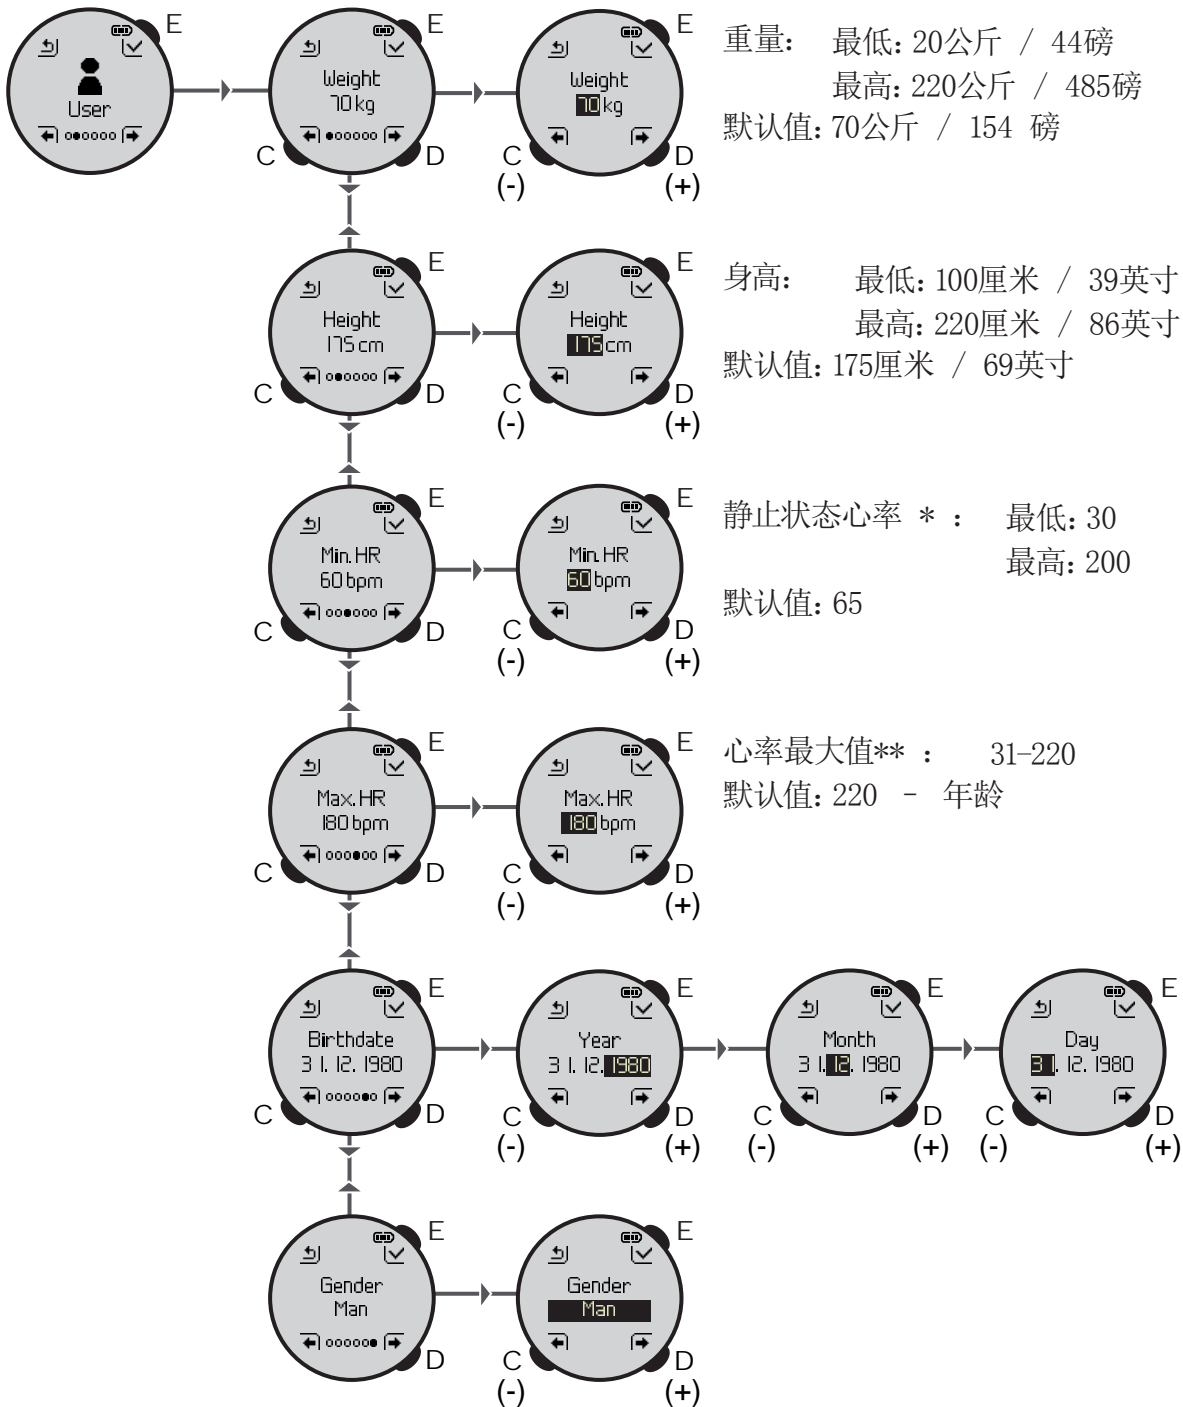 E
User
E
Weight
70 kg
C
D
E
Weight
70 kg
C
(-)
D
(+)
重量： 最低: 20公斤 / 44磅
最高: 220公斤 / 485磅
默认值: 70公斤 / 154 磅
E
Height
175 cm
C
D
E
Height
175 cm
C
(-)
D
(+)
身高： 最低: 100厘米 / 39英寸
最高: 220厘米 / 86英寸
默认值: 175厘米 / 69英寸
E
Min. HR
60 bpm
C
D
E
Min. HR
60 bpm
C
(-)
D
(+)
静止状态心率 * ： 最低: 30
最高: 200
默认值: 65
E
Max. HR
180 bpm
C
D
E
Max. HR
180 bpm
C
(-)
D
(+)
心率最大值** ： 31-220
默认值: 220 - 年龄
E
Birthdate
31. 12. 1980
C
D
E
Year
31. 12. 1980
C
(-)
D
(+)
E
Month
31. 12. 1980
C
(-)
D
(+)
E
Day
31. 12. 1980
C
(-)
D
(+)
E
Gender
Man
D
E
Gender
Man
C
(-)
D
(+)